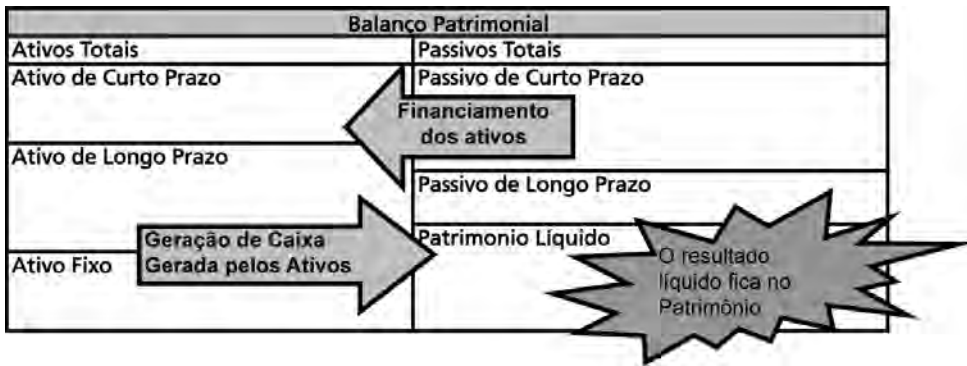 Balanço Patrimonial
Ativos Totais
Passivos Totais
Ativo de Curto Prazo
Passivo de Curto Prazo
Financiamento
dos ativos
Ativo de Longo Prazo
Passivo de Longo Prazo
Geração de Caixa
Gerada pelos Ativos
Patrimonio Líquido
Ativo Fixo
O resultado
líquido fica no
Patrimônio